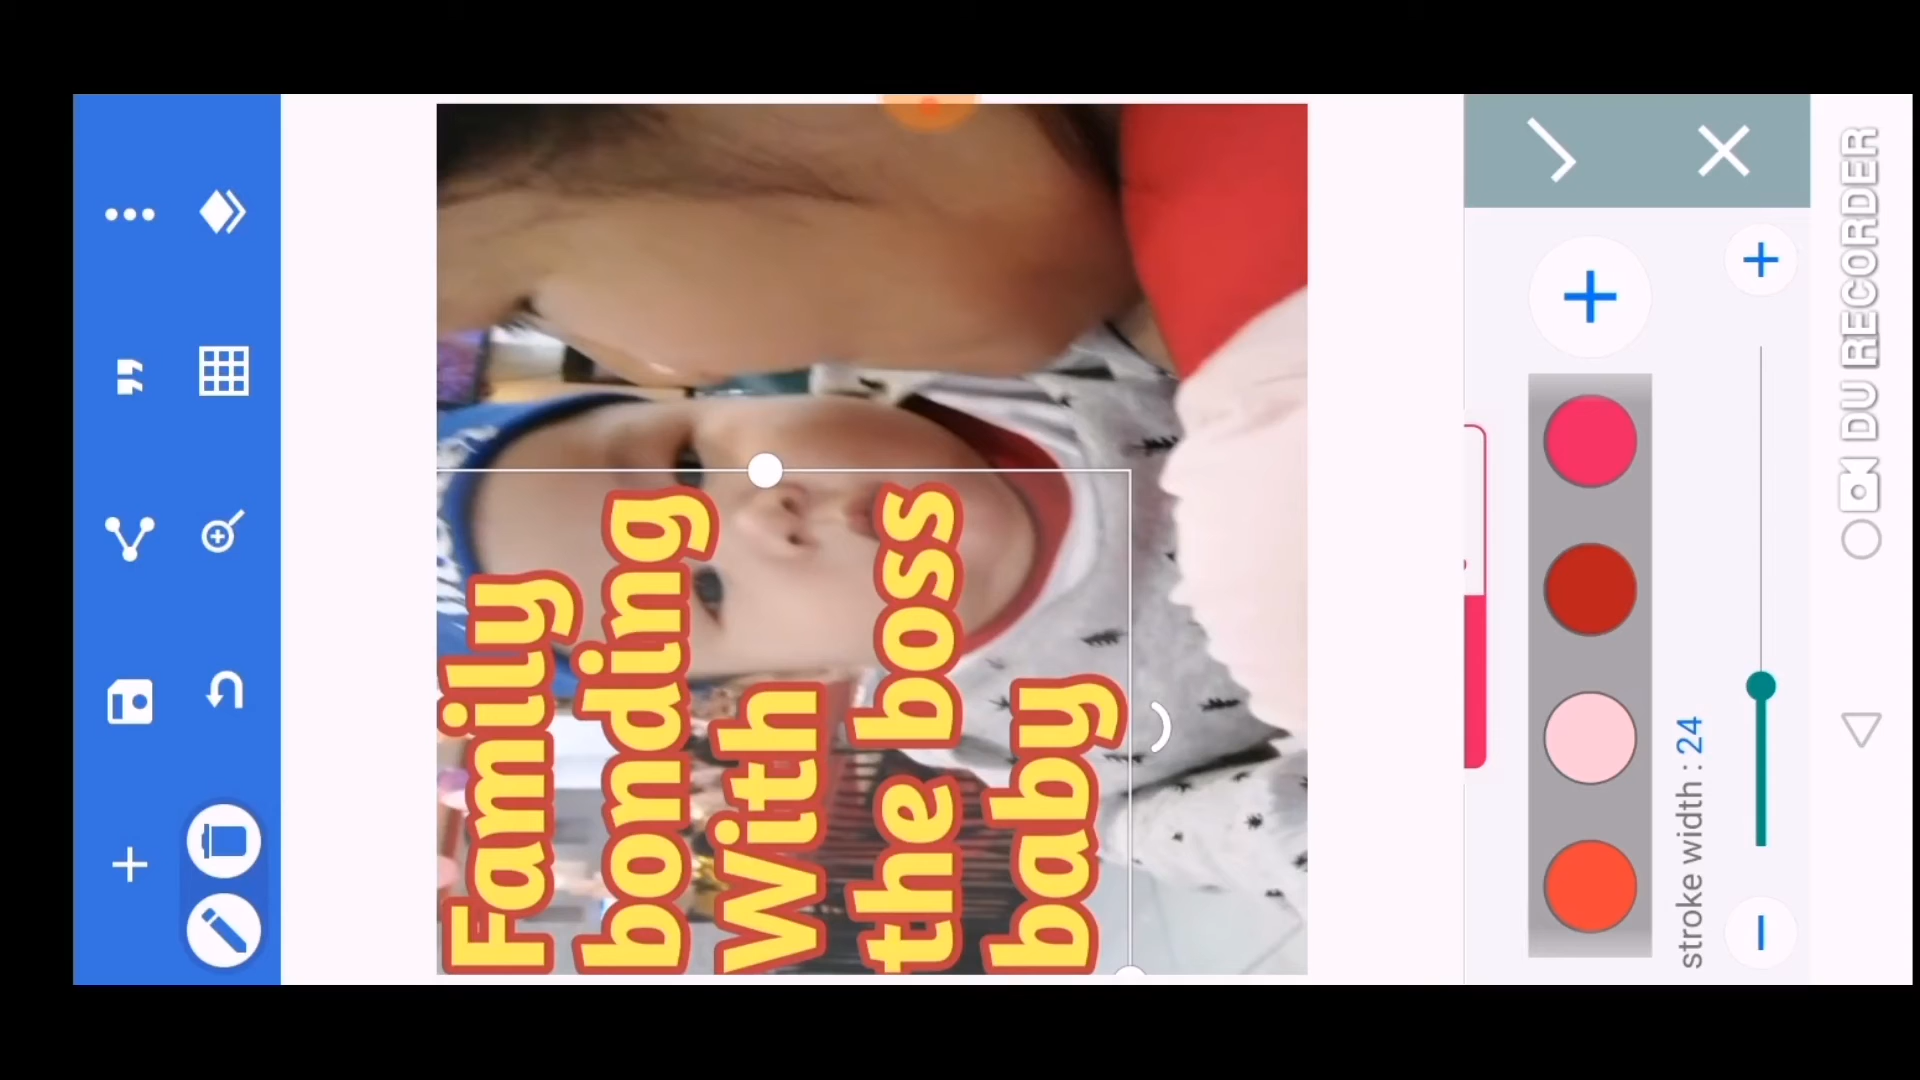 Family
bonding
With
the boss
baby
stroke width : 24
DU RECORDER